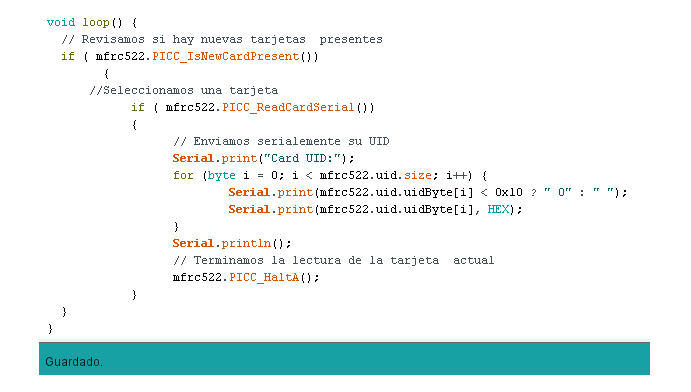 void loop() {
// Revisamos si hay nuevas tarjetas  presentes
if ( mfrc522.PICC_IsNewCardPresent())
{
//Seleccionamos una tarjeta
if ( mfrc522.PICC_ReadCardSerial())
{
// Enviamos serialemente su UID
Serial.print("Card UID:");
for (byte i = 0; i < mfrc522.uid.size; i++) {
Serial.print(mfrc522.uid.uidByte[i] < 0x10 ? " 0" : " ");
Serial.print(mfrc522.uid.uidByte[i], HEX);
}
Serial.println();
// Terminamos la lectura de la tarjeta  actual
mfrc522.PICC_HaltA();
}
}
}
Guardado.